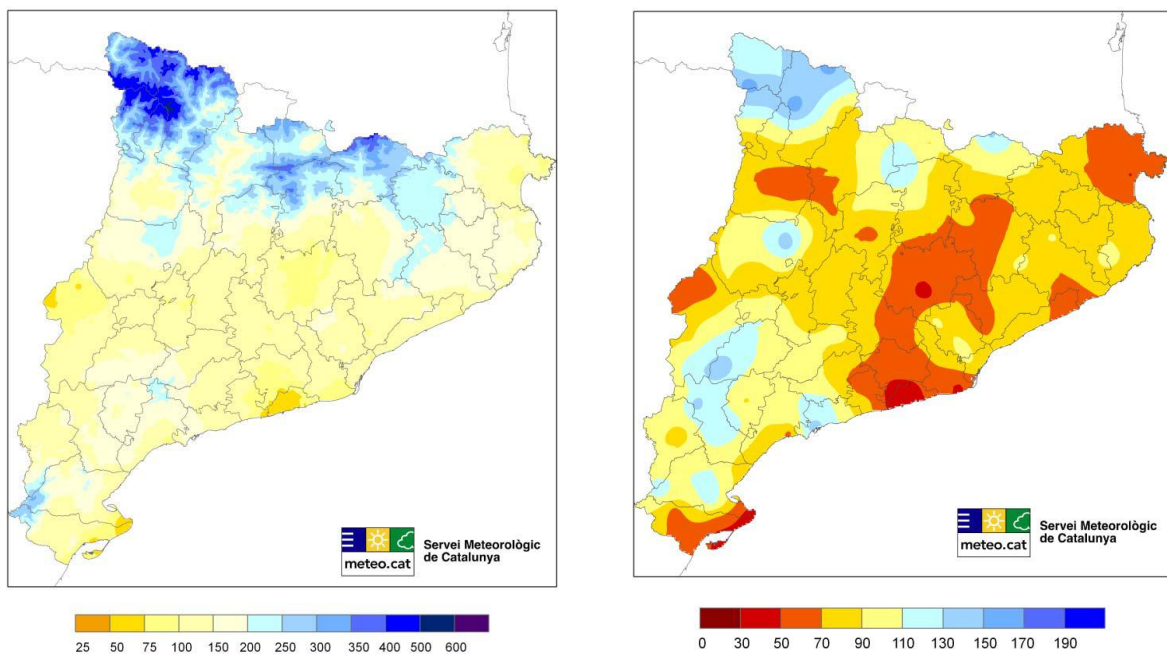 meteo.cat
Servei Meteorològic
de Catalunya
25 50 75 100 150 200 250 300 350 400 500 600
meteo.cat
Servei Meteorològic
de Catalunya
0 30 50 70 90 110 130 150 170 190